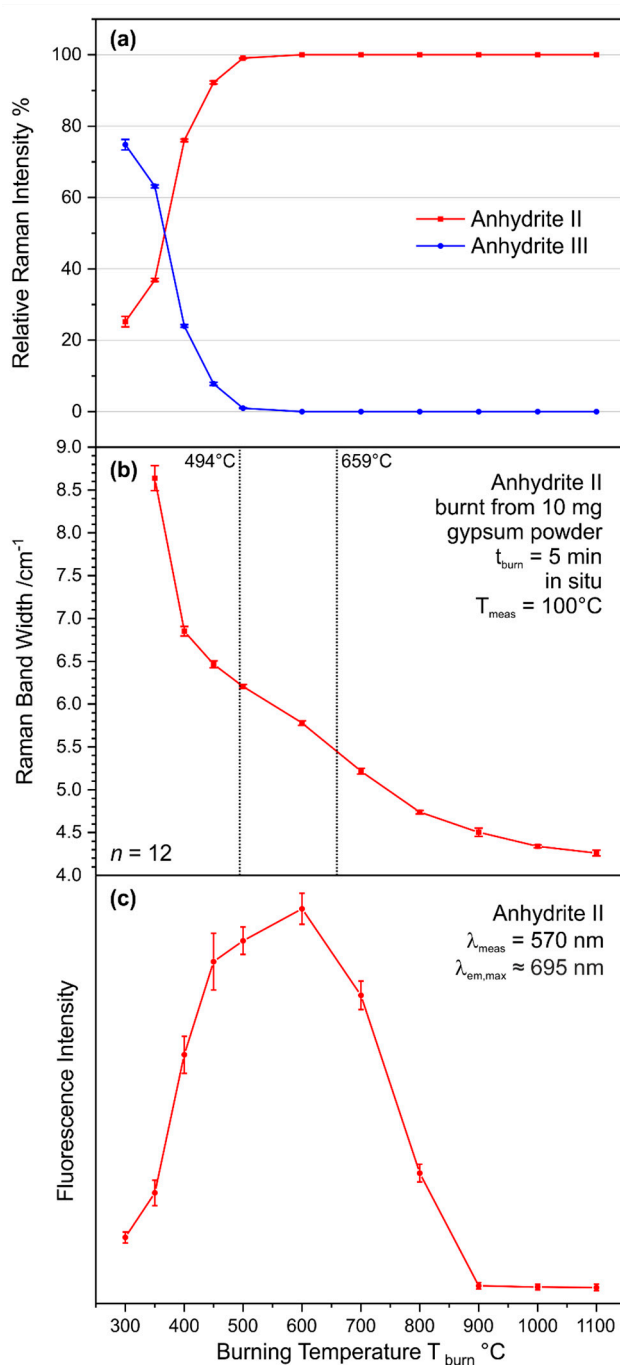 (a)
100
80
60
40
20
0
Relative Raman Intensity %
Anhydrite II
Anhydrite III
(b)
494°C
659°C
9.0
8.5
8.0
7.5
7.0
6.5
6.0
5.5
5.0
4.5
4.0
Raman Band Width /cm⁻¹
Anhydrite II
burnt from 10 mg
gypsum powder
t_burn = 5 min
in situ
T_meas = 100°C
n = 12
(c)
Anhydrite II
λ_meas = 570 nm
λ_em,max ≈ 695 nm
Fluorescence Intensity
300 400 500 600 700 800 900 1000 1100
Burning Temperature T_burn °C